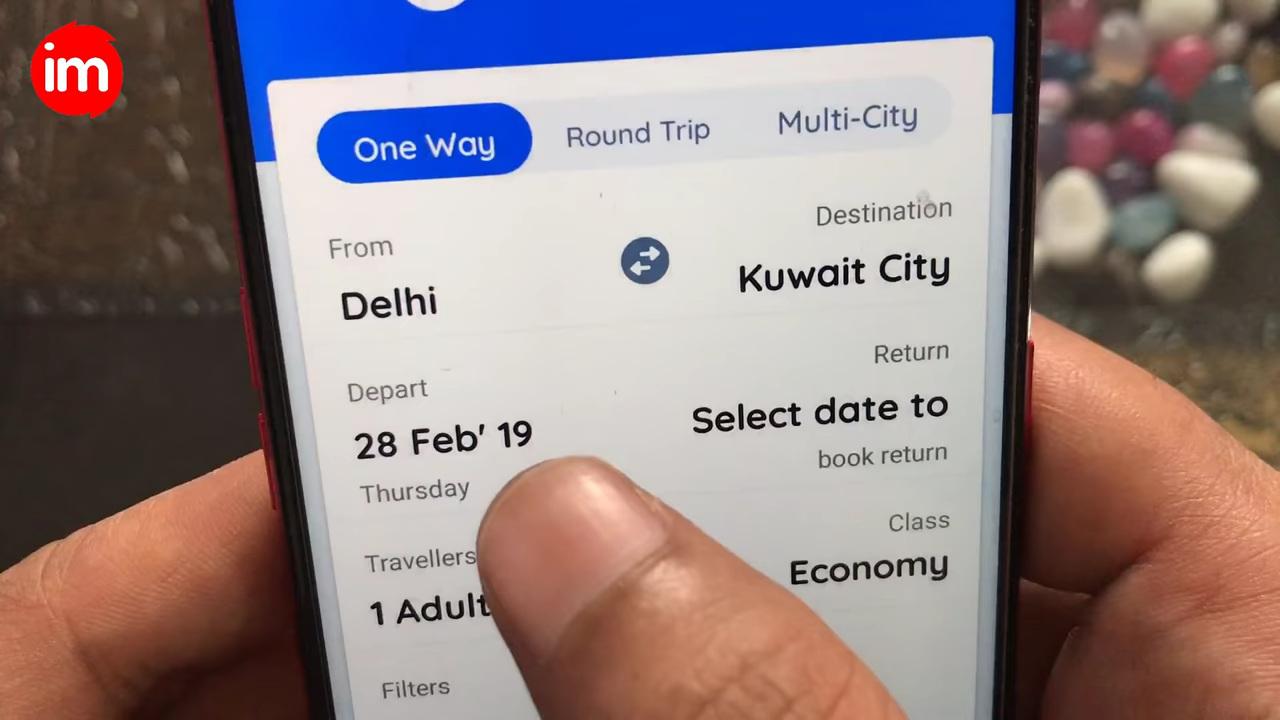 im
One Way
Round Trip
Multi-City
From
Destination
Delhi
Kuwait City
Depart
Return
28 Feb' 19
Select date to
Thursday
book return
Travellers
Class
1 Adult
Economy
Filters